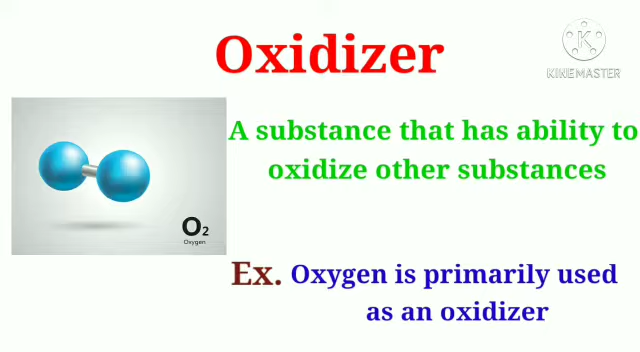 Oxidizer
KINEMASTER
A substance that has ability to
oxidize other substances
O2
Oxygen
Ex. Oxygen is primarily used
as an oxidizer